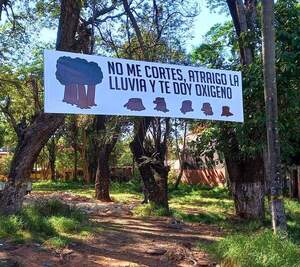 NO ME CORTES, ATRAIGO LA
LLUVIA Y TE DOY OXIGENO